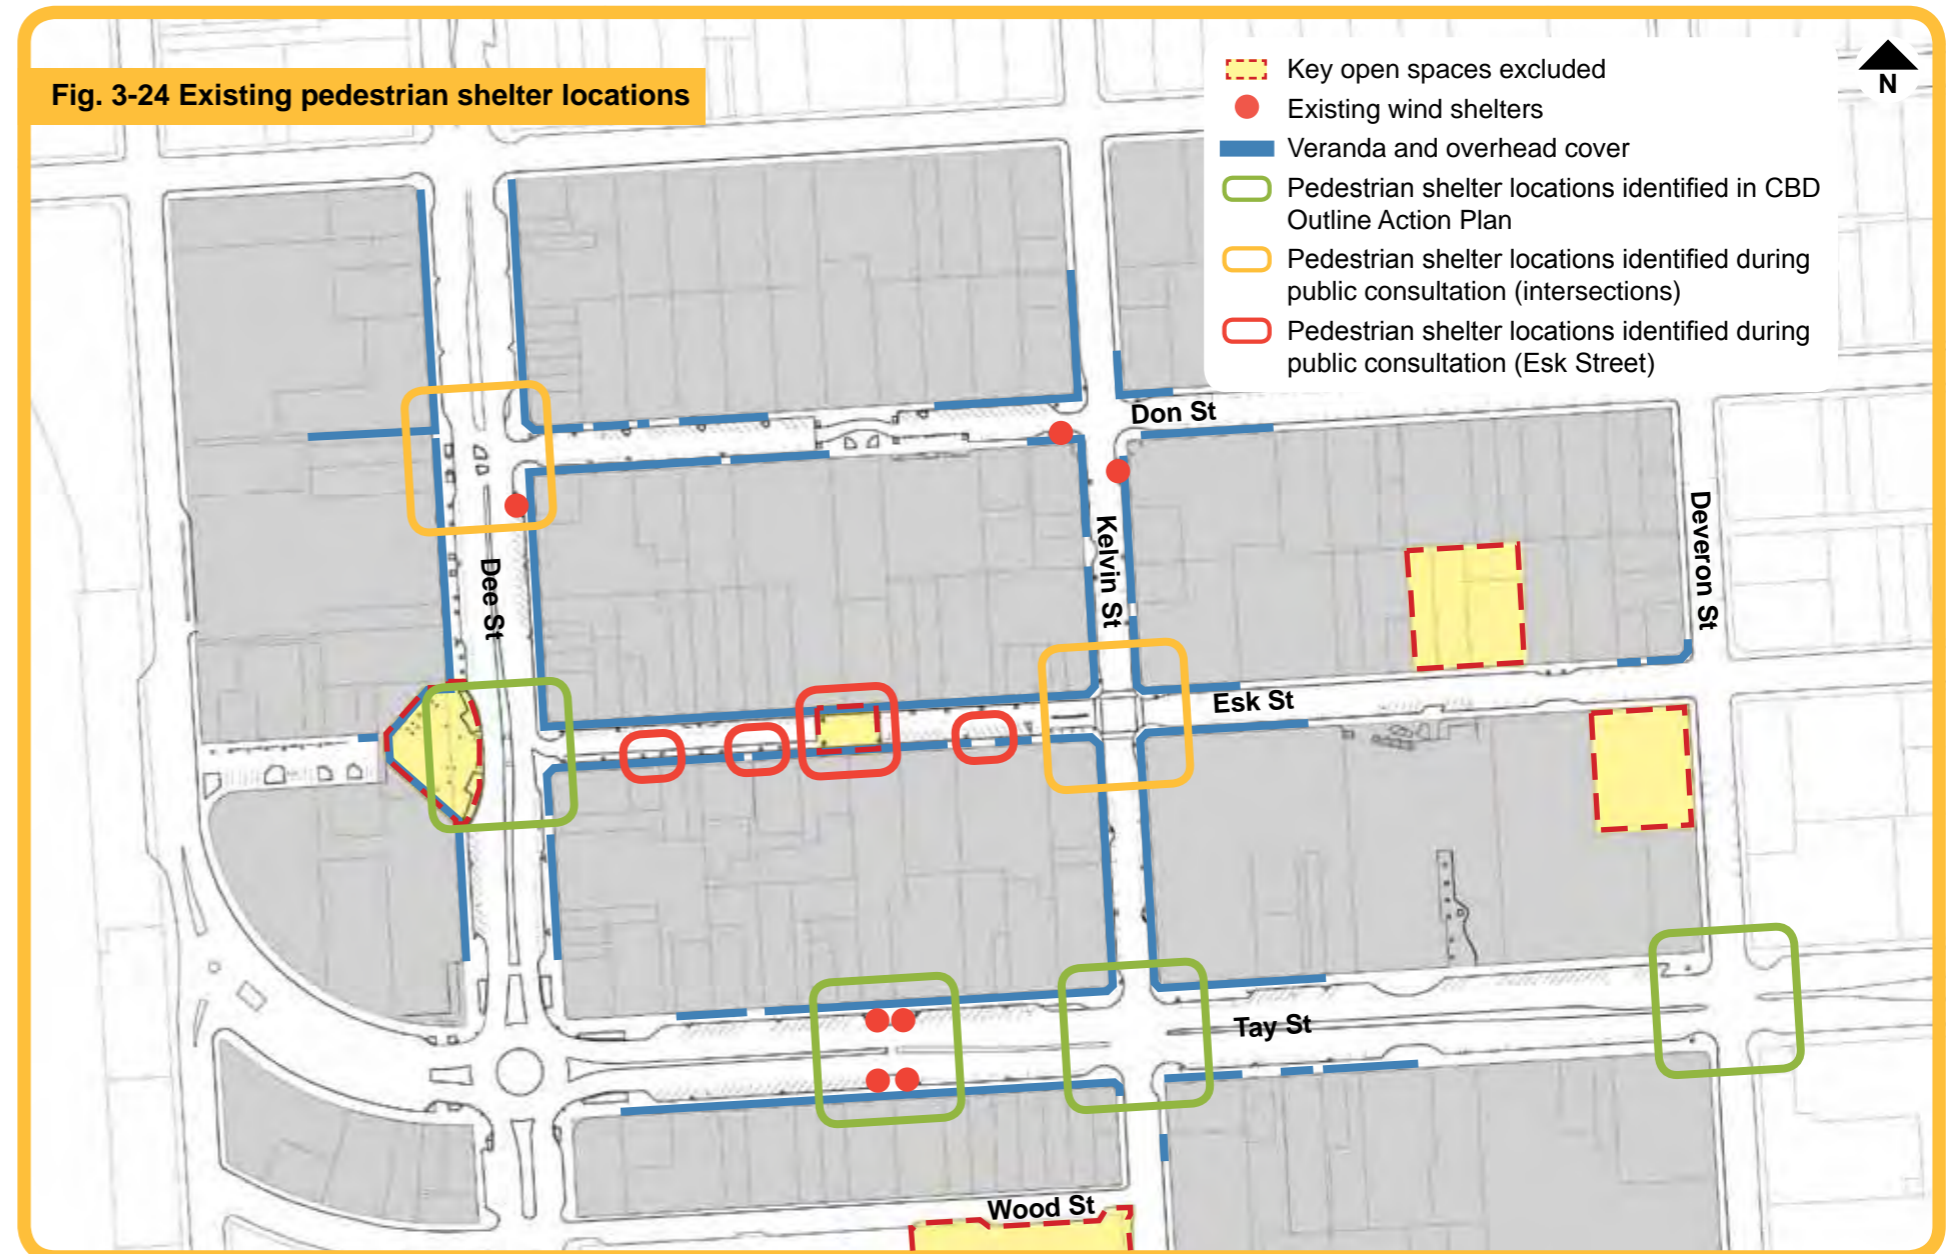 Fig. 3-24 Existing pedestrian shelter locations
Key open spaces excluded
Existing wind shelters
Veranda and overhead cover
Pedestrian shelter locations identified in CBD
Outline Action Plan
Pedestrian shelter locations identified during
public consultation (intersections)
Pedestrian shelter locations identified during
public consultation (Esk Street)
N
Don St
Kelvin St
Deveron St
Dee St
Esk St
Tay St
Wood St